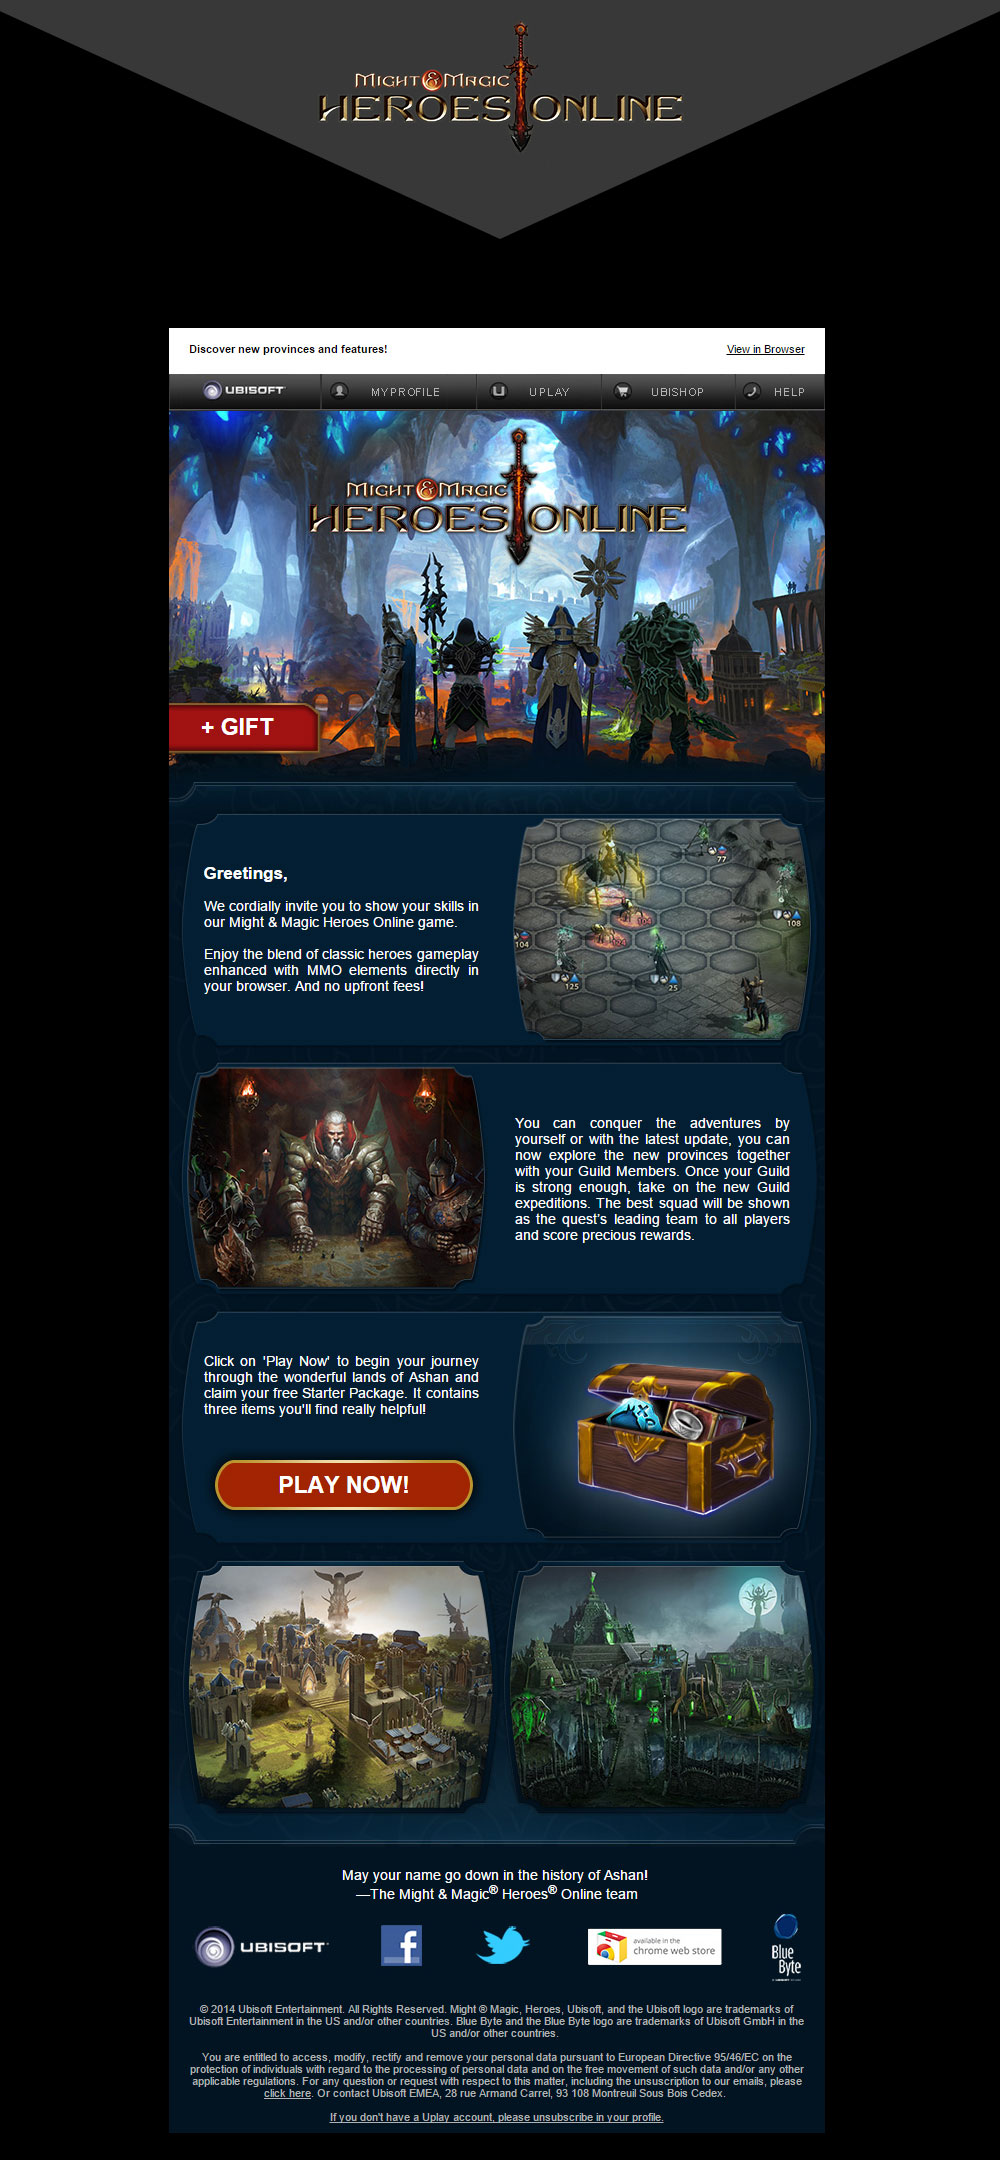 MIGHT & MAGIC
HEROES ONLINE
Discover new provinces and features!
View in Browser
UBISOFT
MYPROFILE
UPLAY
UBISHOP
HELP
MIGHT & MAGIC
HEROES ONLINE
+ GIFT
Greetings,
We cordially invite you to show your skills in
our Might & Magic Heroes Online game.
Enjoy the blend of classic heroes gameplay
enhanced with MMO elements directly in
your browser. And no upfront fees!
77
108
104
104
125
25
You can conquer the adventures by
yourself or with the latest update, you can
now explore the new provinces together
with your Guild Members. Once your Guild
is strong enough, take on the new Guild
expeditions. The best squad will be shown
as the quest's leading team to all players
and score precious rewards.
Click on 'Play Now' to begin your journey
through the wonderful lands of Ashan and
claim your free Starter Package. It contains
three items you'll find really helpful!
PLAY NOW!
May your name go down in the history of Ashan!
—The Might & Magic® Heroes® Online team
UBISOFT
f
available in the
chrome web store
Blue
Byte
© 2014 Ubisoft Entertainment. All Rights Reserved. Might ® Magic, Heroes, Ubisoft, and the Ubisoft logo are trademarks of
Ubisoft Entertainment in the US and/or other countries. Blue Byte and the Blue Byte logo are trademarks of Ubisoft GmbH in the
US and/or other countries.
You are entitled to access, modify, rectify and remove your personal data pursuant to European Directive 95/46/EC on the
protection of individuals with regard to the processing of personal data and on the free movement of such data and/or any other
applicable regulations. For any question or request with respect to this matter, including the unsuscription to our emails, please
click here. Or contact Ubisoft EMEA, 28 rue Armand Carrel, 93 108 Montreuil Sous Bois Cedex.
If you don't have a Uplay account, please unsubscribe in your profile.